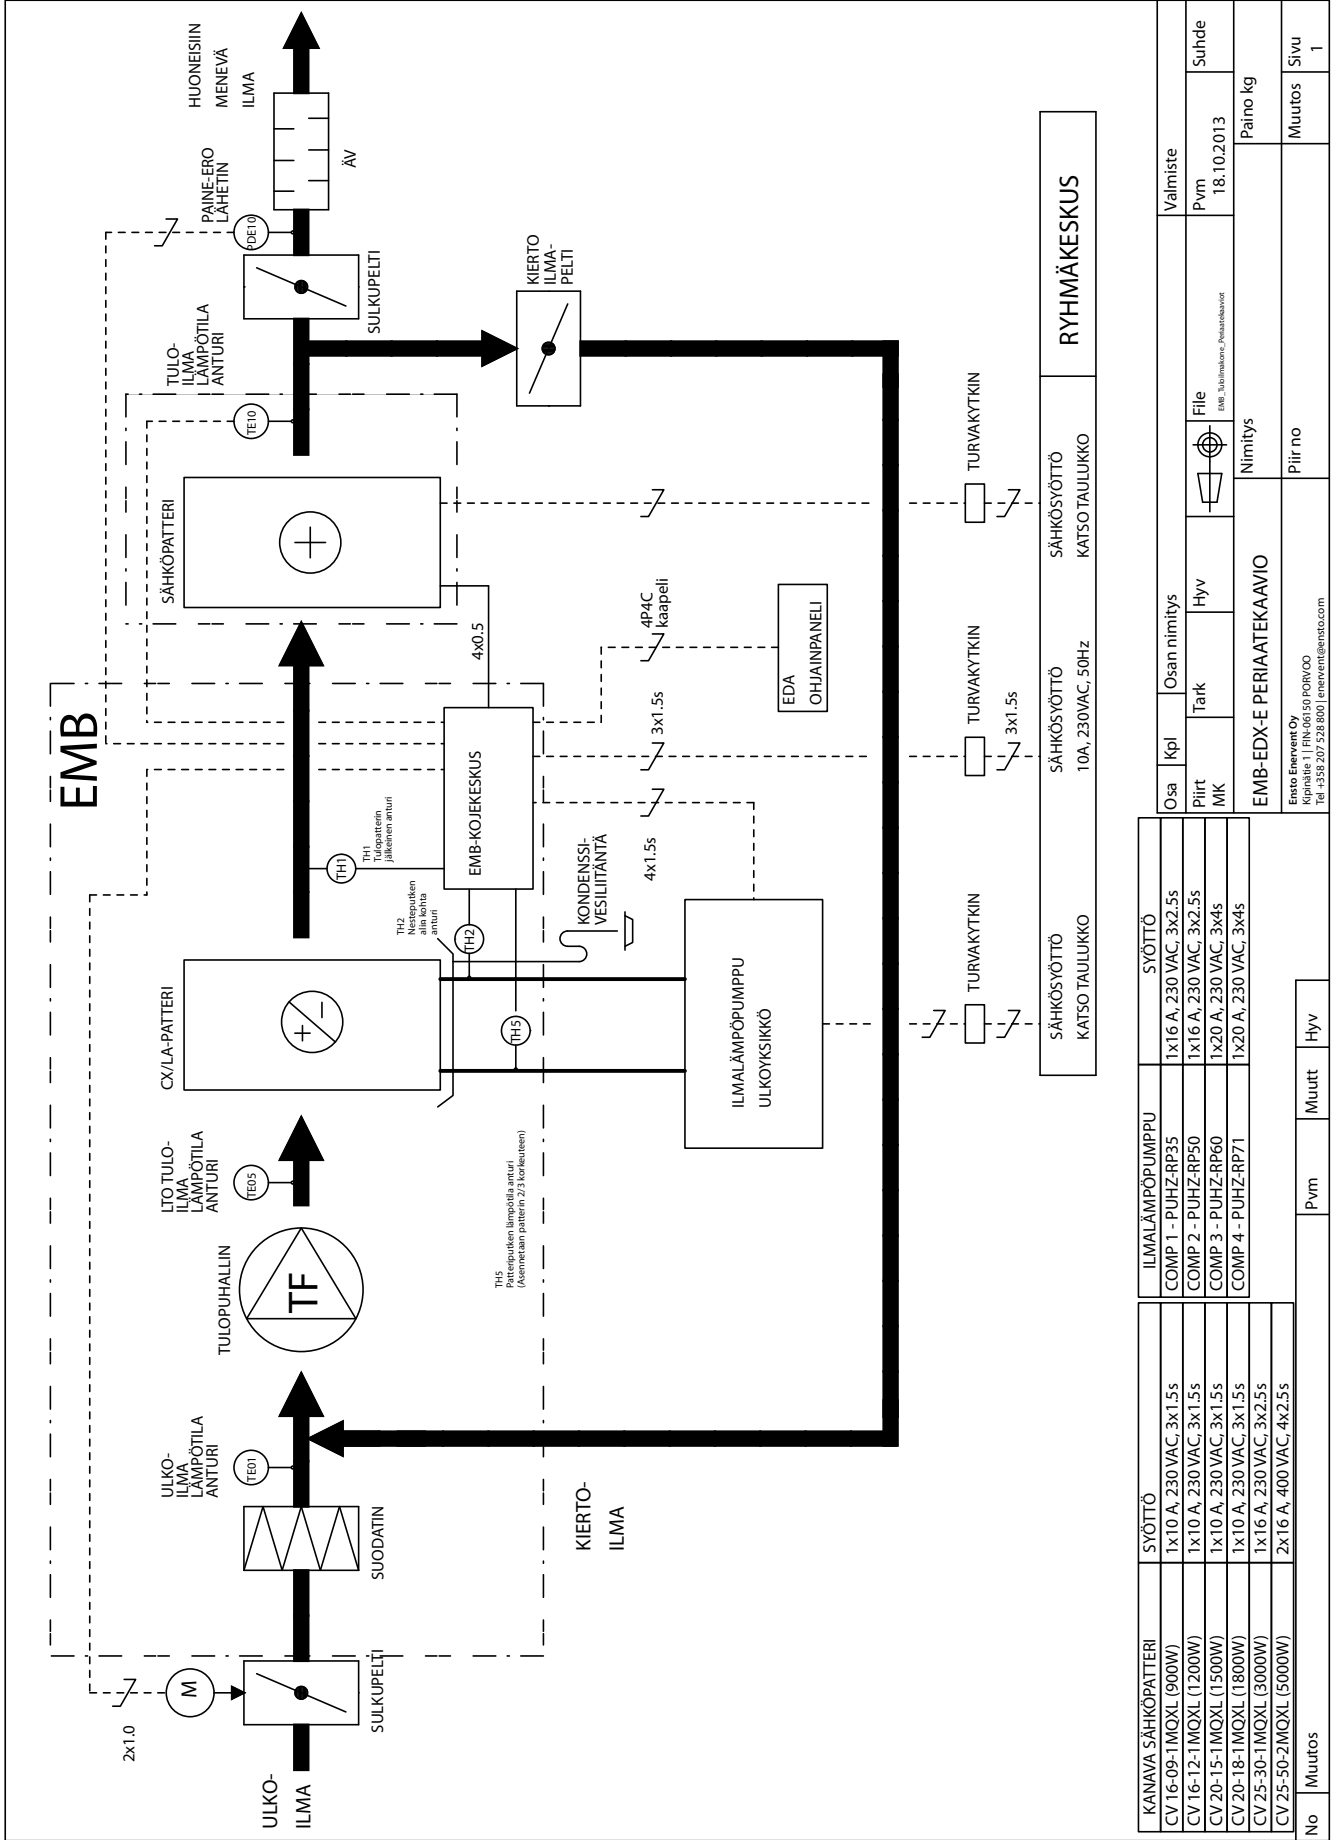 EMB
ULKO-
ILMA
2x1.0
M
SULKUPELTI
SUODATIN
ULKO-
ILMA
LÄMPÖTILA
ANTURI
TE01
KIERTO-
ILMA
TULOPUHALLIN
TF
LTO TULO-
ILMA
LÄMPÖTILA
ANTURI
TE05
TH5
Patteriputken lämpötila anturi
(Asennetaan patterin 2/3 korkeuteen)
CX/LA-PATTERI
+
-
TH5
TH2
TH2
Nesteputken
alin kohta
anturi
TH1
TH1
Tulopatterin
jälkeinen anturi
KONDENSSI-
VESILIITÄNTÄ
EMB-KOJEKESKUS
4x1.5s
3x1.5s
4P4C
kaapeli
4x0.5
EDA
OHJAINPANELI
ILMALÄMPÖPUMPPU
ULKOYKSIKKÖ
SÄHKÖPATTERI
+
TULO-
ILMA
LÄMPÖTILA
ANTURI
TE10
SULKUPELTI
KIERTO
ILMA-
PELTI
PAINE-ERO
LÄHETIN
PDE10
ÄV
HUONEISIIN
MENEVÄ
ILMA
TURVAKYTKIN
TURVAKYTKIN
TURVAKYTKIN
3x1.5s
SÄHKÖSYÖTTÖ
KATSO TAULUKKO
SÄHKÖSYÖTTÖ
10A, 230VAC, 50Hz
SÄHKÖSYÖTTÖ
KATSO TAULUKKO
RYHMÄKESKUS
KANAVA SÄHKÖPATTERI SYÖTTÖ
CV 16-09-1MQXL (900W) 1x10 A, 230 VAC, 3x1.5s
CV 16-12-1MQXL (1200W) 1x10 A, 230 VAC, 3x1.5s
CV 20-15-1MQXL (1500W) 1x10 A, 230 VAC, 3x1.5s
CV 20-18-1MQXL (1800W) 1x10 A, 230 VAC, 3x1.5s
CV 25-30-1MQXL (3000W) 1x16 A, 230 VAC, 3x2.5s
CV 25-50-2MQXL (5000W) 2x16 A, 400 VAC, 4x2.5s
ILMALÄMPÖPUMPPU SYÖTTÖ
COMP 1 - PUHZ-RP35 1x16 A, 230 VAC, 3x2.5s
COMP 2 - PUHZ-RP50 1x16 A, 230 VAC, 3x2.5s
COMP 3 - PUHZ-RP60 1x20 A, 230 VAC, 3x4s
COMP 4 - PUHZ-RP71 1x20 A, 230 VAC, 3x4s
No Muutos Pvm Muutt Hyv
Osa Kpl Osan nimitys Valmiste
Piirt Tark Hyv File Pvm Suhde
MK EMB_Tuloilmakone_Periaatekaaviot 18.10.2013
EMB-EDX-E PERIAATEKAAVIO Nimitys Paino kg
Ensto Enervent Oy
Kipinätie 1 | FIN-06150 PORVOO
Tel +358 207 528 800 | enervent@ensto.com
Piir no Muutos Sivu
1